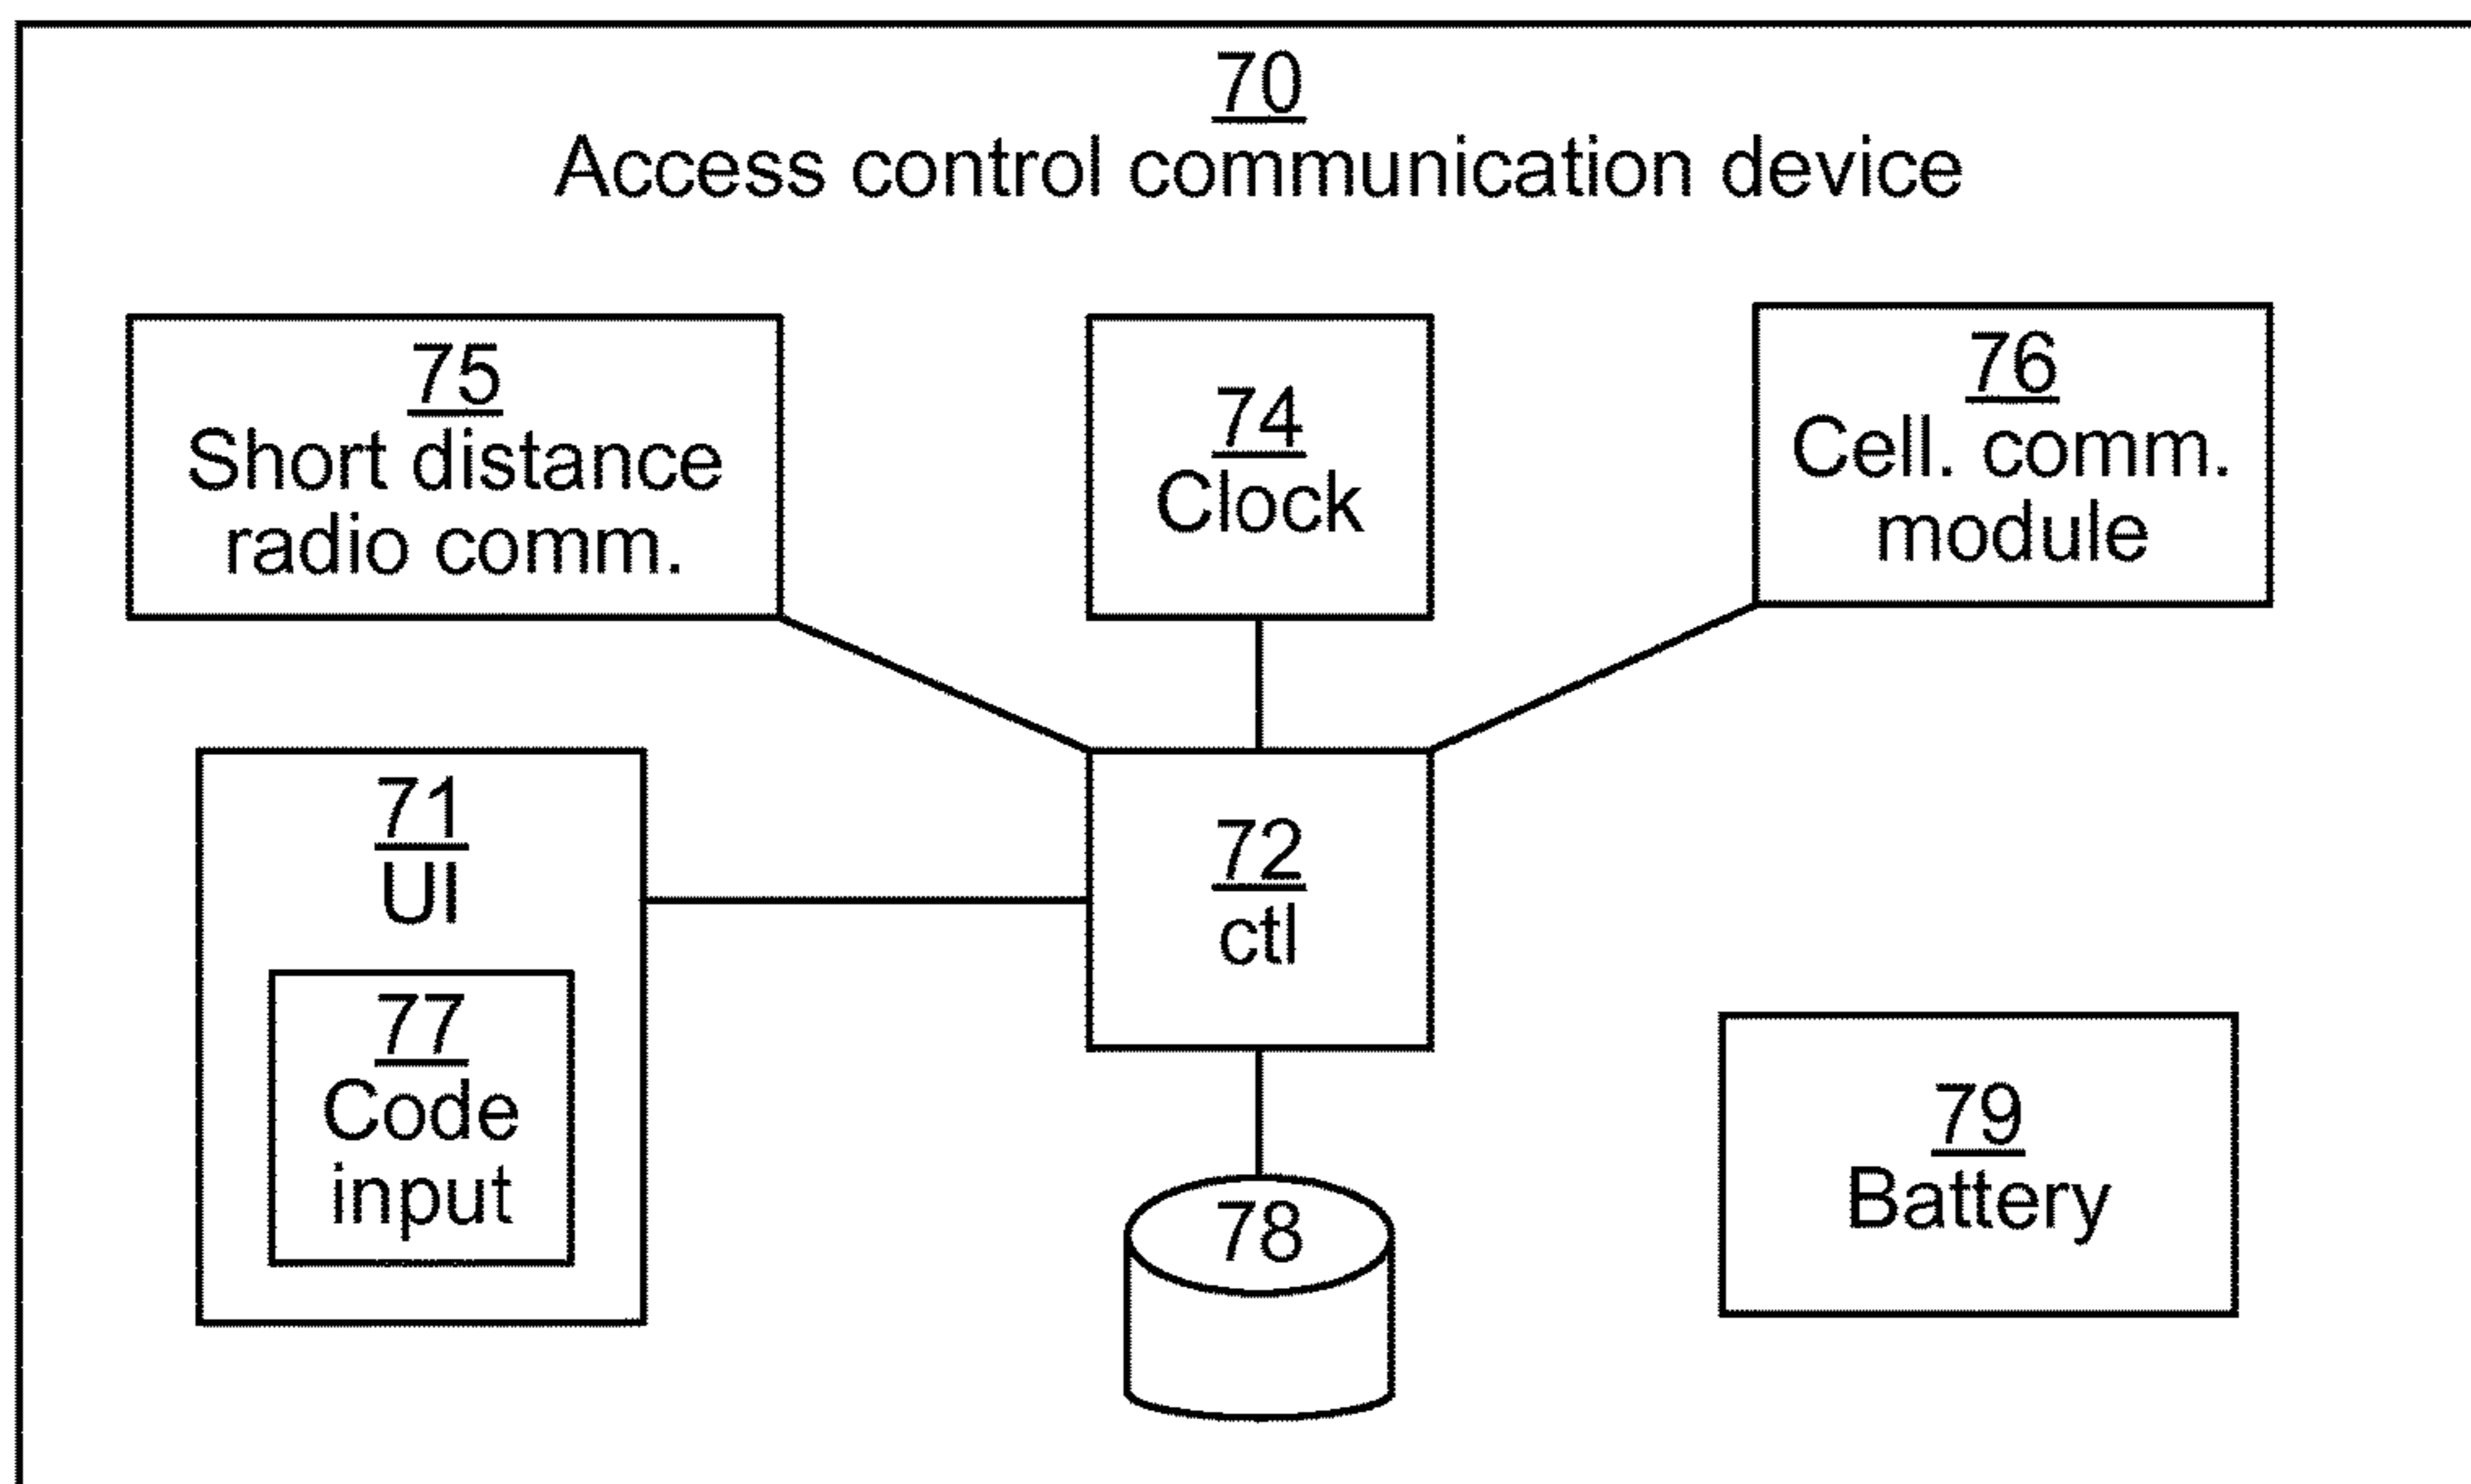 70
Access control communication device
75
Short distance
radio comm.
74
Clock
76
Cell. comm.
module
71
UI
72
ctl
77
Code
input
78
79
Battery